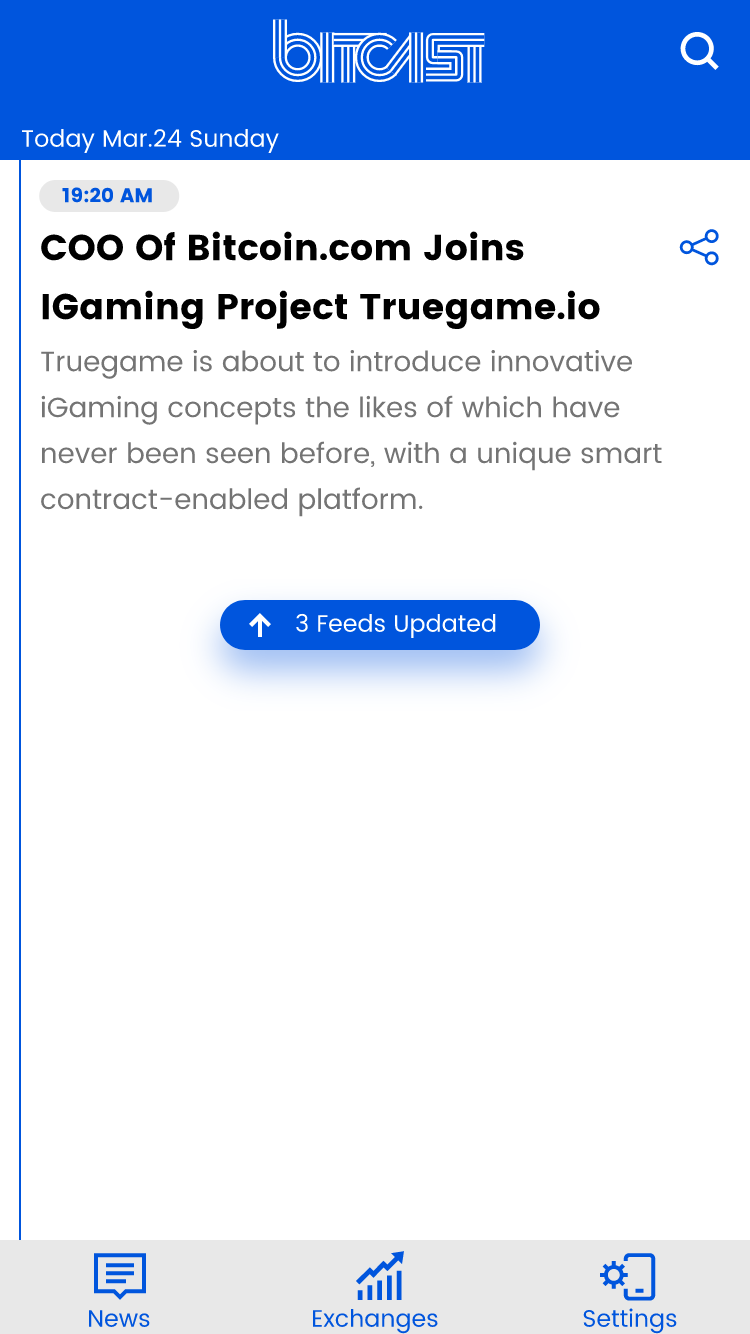 BITCAST
Today Mar.24 Sunday
19:20 AM
COO Of Bitcoin.com Joins
IGaming Project Truegame.io
Truegame is about to introduce innovative
iGaming concepts the likes of which have
never been seen before, with a unique smart
contract-enabled platform.
3 Feeds Updated
News
Exchanges
Settings